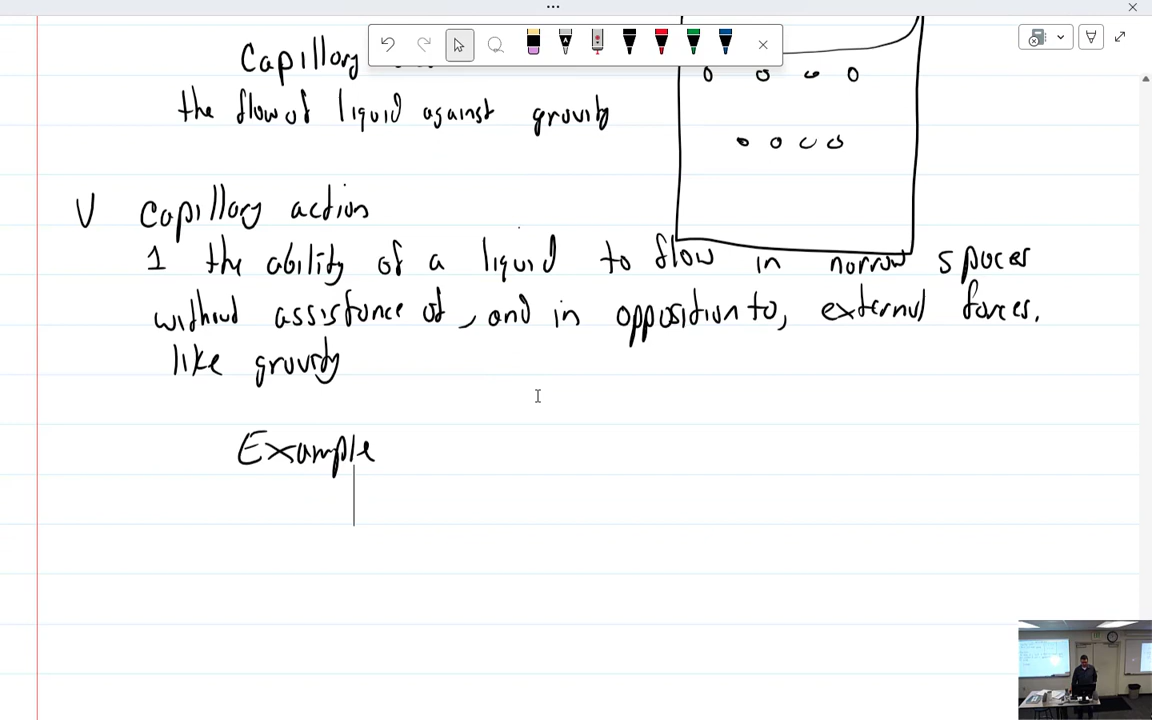 Capillary
the flow of liquid against gravity
V Capillary action
1 the ability of a liquid to flow in narrow spaces
without assistance of, and in opposition to, external forces,
like gravity
Example